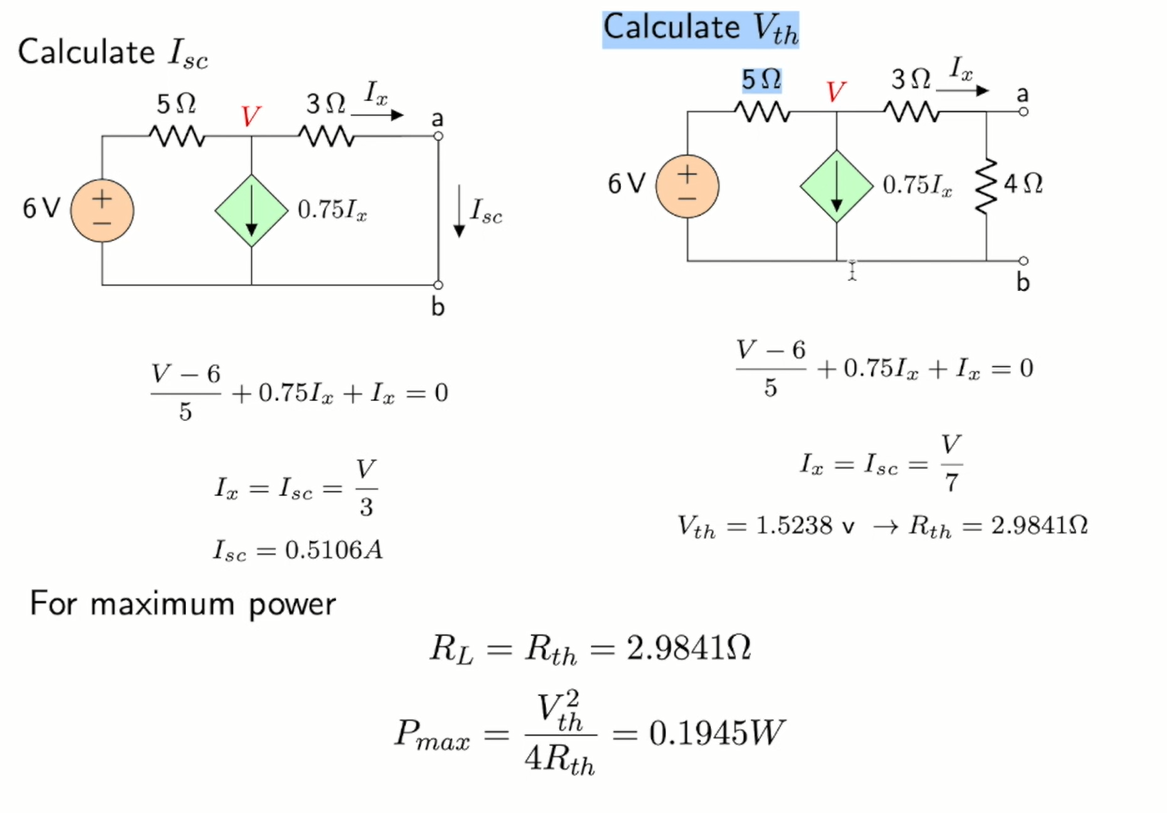 Calculate I_sc
5 Ω
V
3 Ω
I_x
a
6 V
+
−
0.75I_x
I_sc
b
(V − 6)/5 + 0.75I_x + I_x = 0
I_x = I_sc = V/3
I_sc = 0.5106A
Calculate V_th
5 Ω
V
3 Ω
I_x
a
6 V
+
−
0.75I_x
4 Ω
b
(V − 6)/5 + 0.75I_x + I_x = 0
I_x = I_sc = V/7
V_th = 1.5238 v → R_th = 2.9841Ω
For maximum power
R_L = R_th = 2.9841Ω
P_max = V_th^2/(4R_th) = 0.1945W